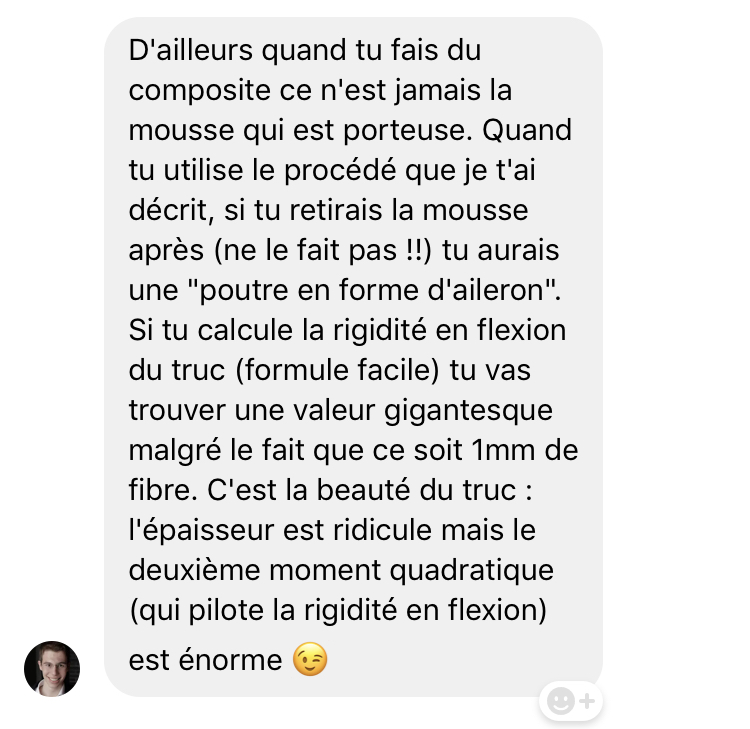 D'ailleurs quand tu fais du
composite ce n'est jamais la
mousse qui est porteuse. Quand
tu utilise le procédé que je t'ai
décrit, si tu retirais la mousse
après (ne le fait pas !!) tu aurais
une "poutre en forme d'aileron".
Si tu calcule la rigidité en flexion
du truc (formule facile) tu vas
trouver une valeur gigantesque
malgré le fait que ce soit 1mm de
fibre. C'est la beauté du truc :
l'épaisseur est ridicule mais le
deuxième moment quadratique
(qui pilote la rigidité en flexion)
est énorme 😉